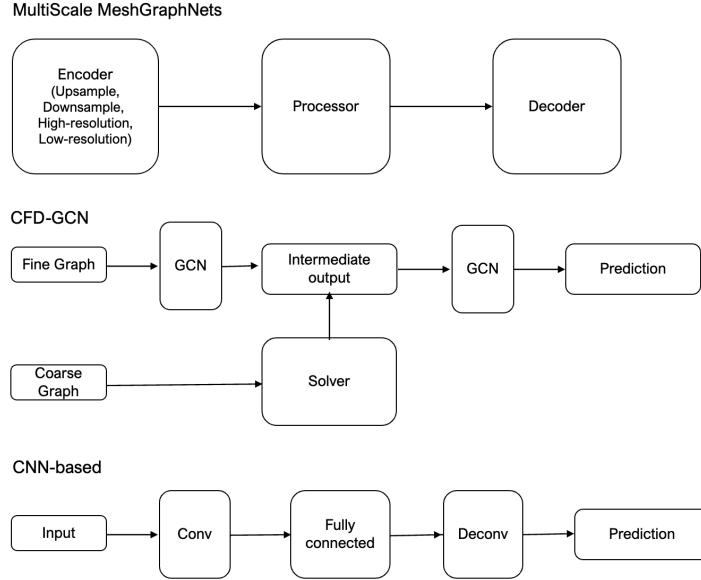 MultiScale MeshGraphNets
Encoder
(Upsample,
Downsample,
High-resolution,
Low-resolution)
Processor
Decoder
CFD-GCN
Fine Graph
GCN
Intermediate
output
GCN
Prediction
Coarse
Graph
Solver
CNN-based
Input
Conv
Fully
connected
Deconv
Prediction